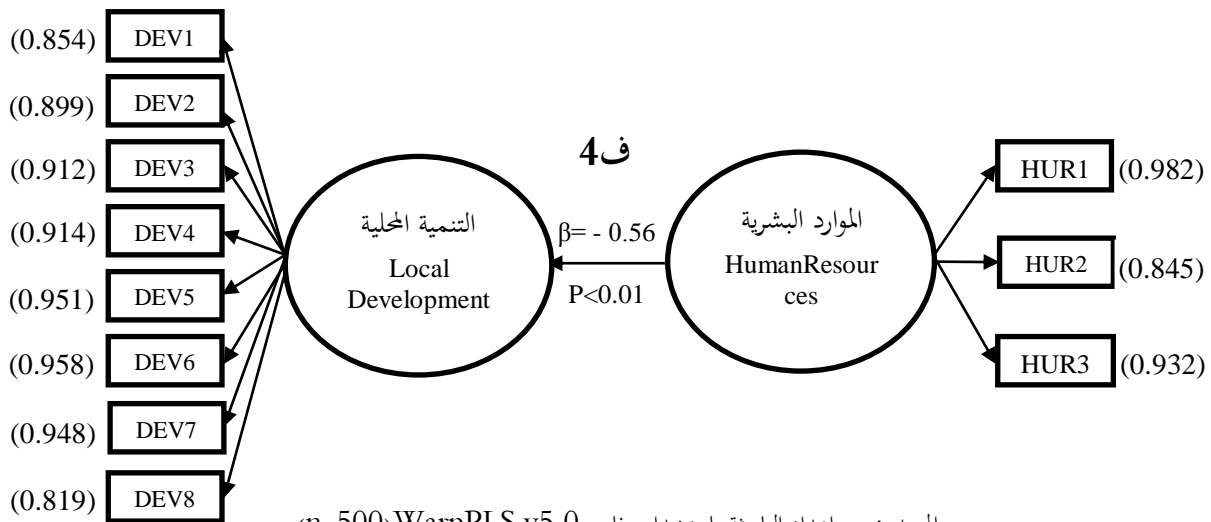 (0.854) DEV1
(0.899) DEV2
(0.912) DEV3
(0.914) DEV4
(0.951) DEV5
(0.958) DEV6
(0.948) DEV7
(0.819) DEV8
التنمية المحلية
Local
Development
ف4
β= - 0.56
P<0.01
الموارد البشرية
HumanResour
ces
HUR1 (0.982)
HUR2 (0.845)
HUR3 (0.932)
WarpPLS v5.0